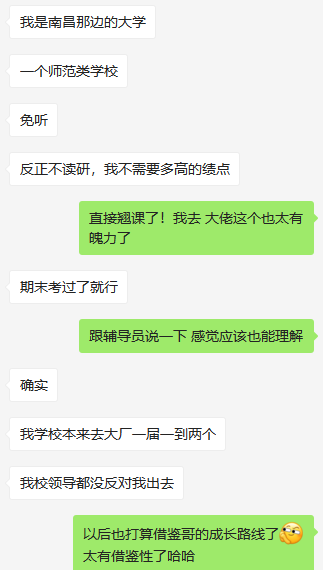 我是南昌那边的大学
一个师范类学校
免听
反正不读研，我不需要多高的绩点
直接翘课了！我去 大佬这个也太有
魄力了
期末考过了就行
跟辅导员说一下 感觉应该也能理解
确实
我学校本来去大厂一届一到两个
我校领导都没反对我出去
以后也打算借鉴哥的成长路线了
太有借鉴性了哈哈